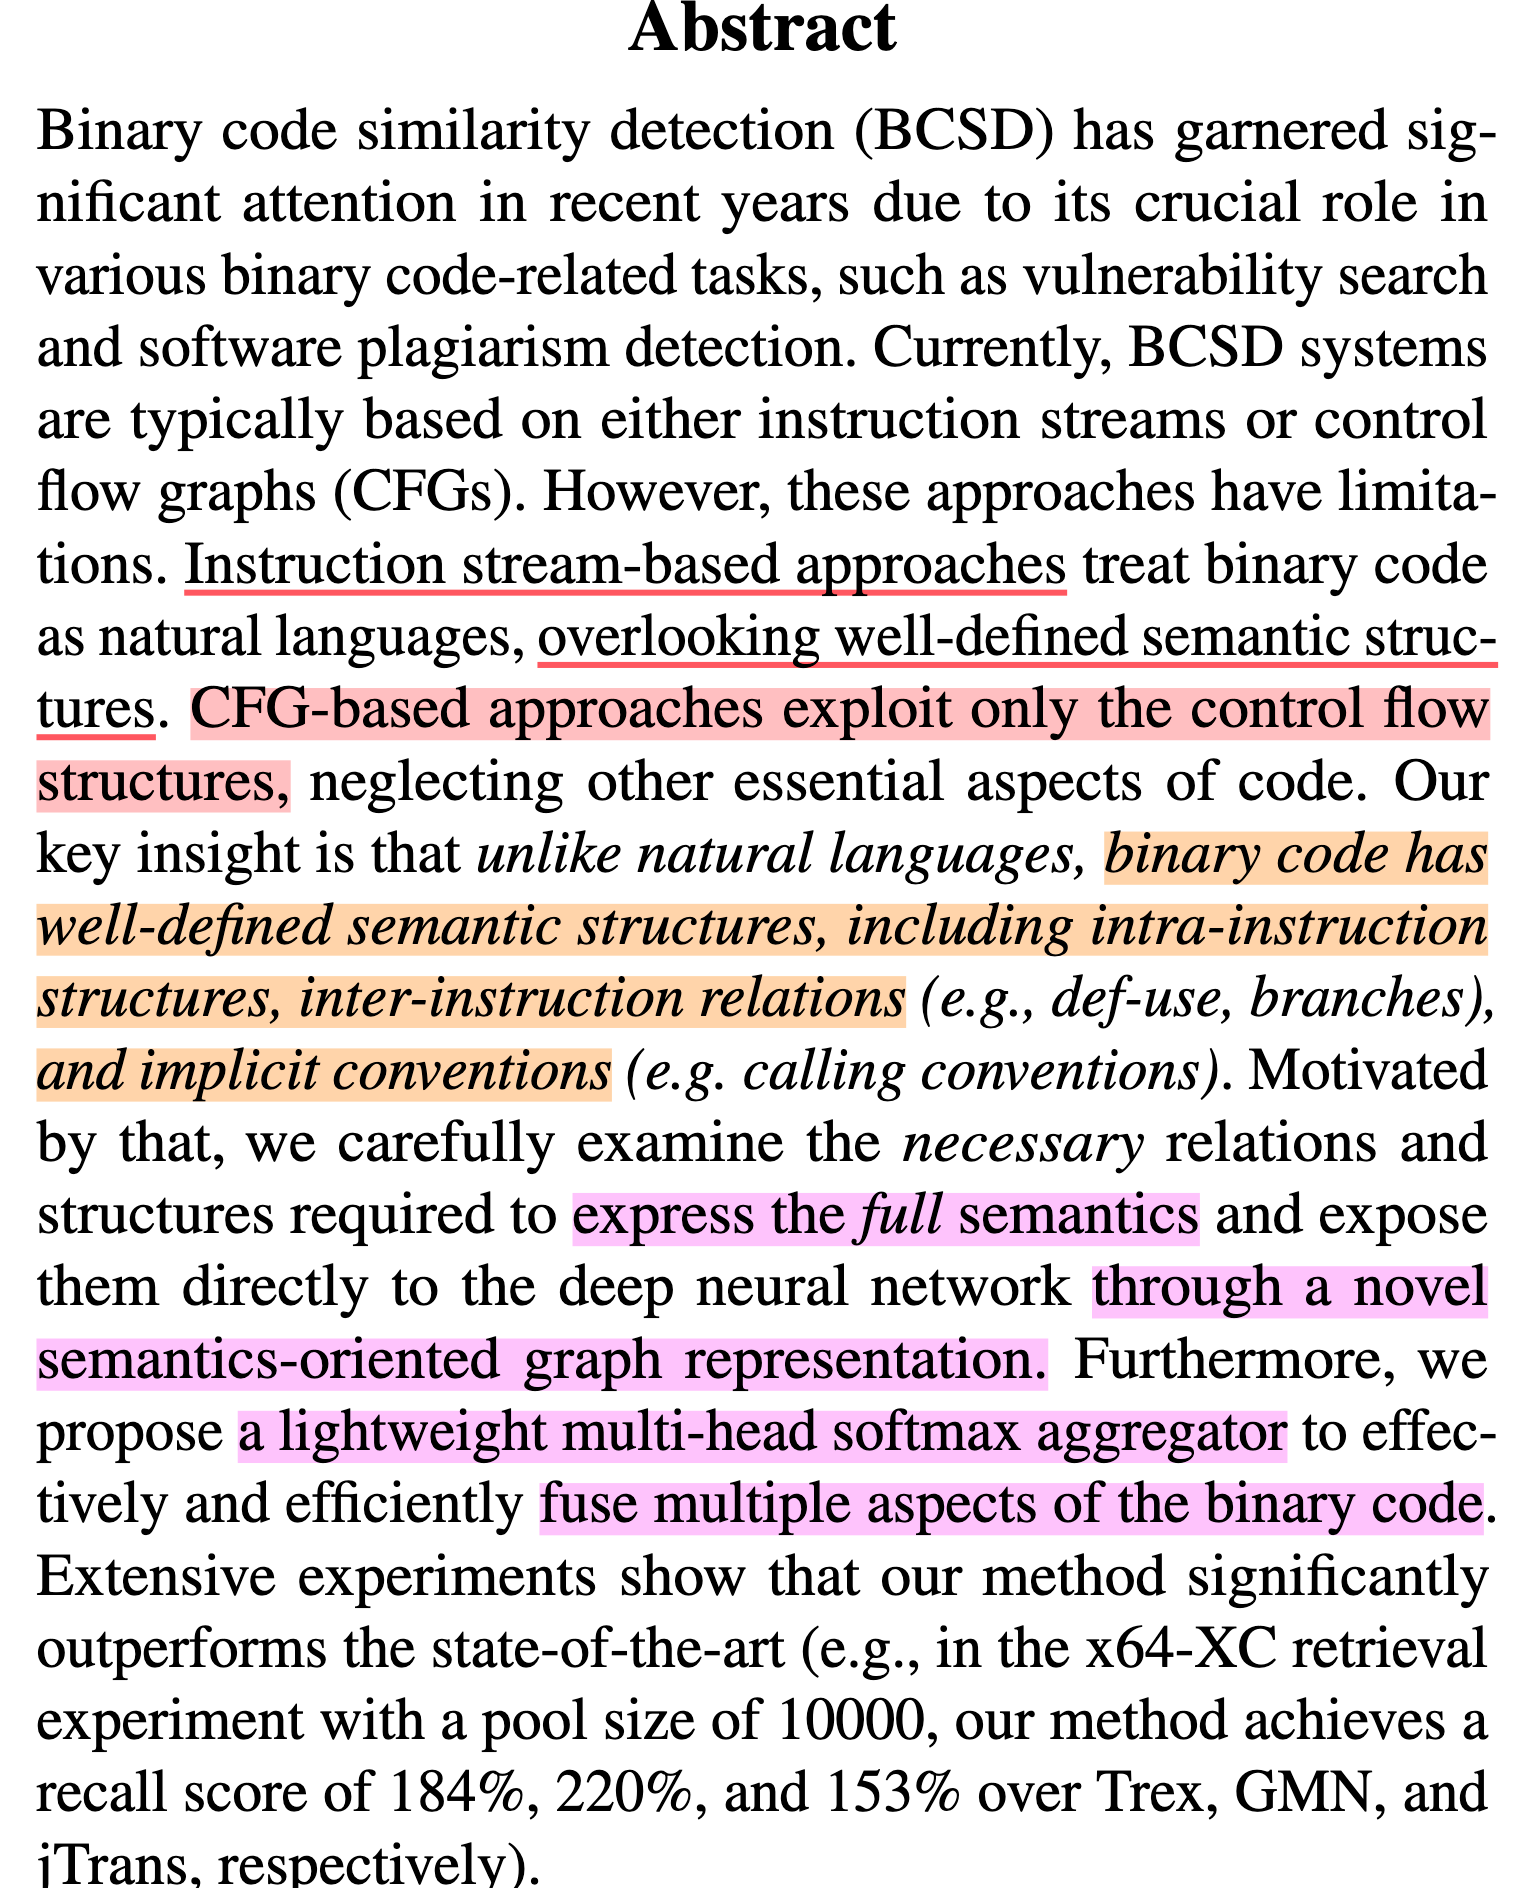 Abstract
Binary code similarity detection (BCSD) has garnered sig-
nificant attention in recent years due to its crucial role in
various binary code-related tasks, such as vulnerability search
and software plagiarism detection. Currently, BCSD systems
are typically based on either instruction streams or control
flow graphs (CFGs). However, these approaches have limita-
tions. Instruction stream-based approaches treat binary code
as natural languages, overlooking well-defined semantic struc-
tures. CFG-based approaches exploit only the control flow
structures, neglecting other essential aspects of code. Our
key insight is that unlike natural languages, binary code has
well-defined semantic structures, including intra-instruction
structures, inter-instruction relations (e.g., def-use, branches),
and implicit conventions (e.g. calling conventions). Motivated
by that, we carefully examine the necessary relations and
structures required to express the full semantics and expose
them directly to the deep neural network through a novel
semantics-oriented graph representation. Furthermore, we
propose a lightweight multi-head softmax aggregator to effec-
tively and efficiently fuse multiple aspects of the binary code.
Extensive experiments show that our method significantly
outperforms the state-of-the-art (e.g., in the x64-XC retrieval
experiment with a pool size of 10000, our method achieves a
recall score of 184%, 220%, and 153% over Trex, GMN, and
jTrans, respectively).